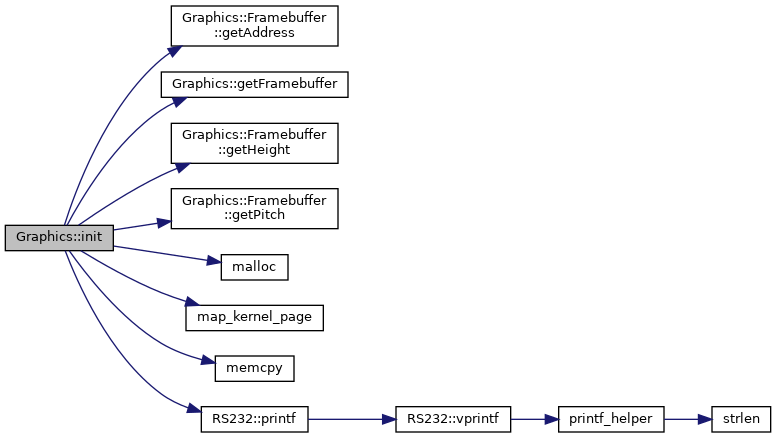 Graphics::init
Graphics::Framebuffer
::getAddress
Graphics::getFramebuffer
Graphics::Framebuffer
::getHeight
Graphics::Framebuffer
::getPitch
malloc
map_kernel_page
memcpy
RS232::printf
RS232::vprintf
printf_helper
strlen